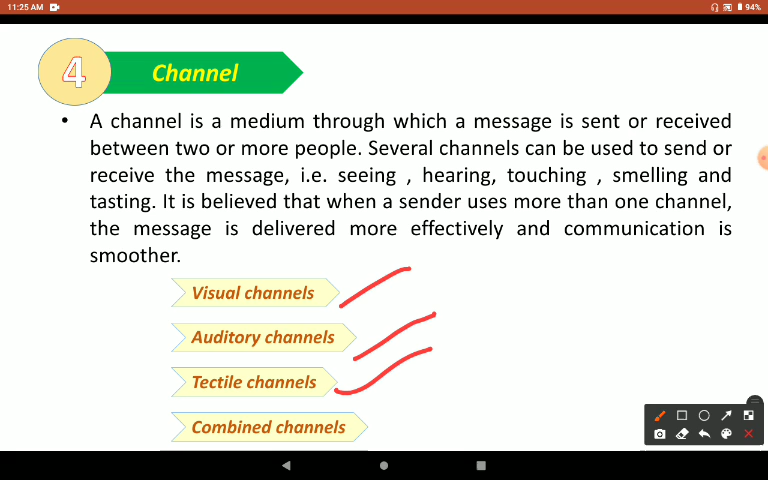 11:25 AM
94%
4
Channel
• A channel is a medium through which a message is sent or received
between two or more people. Several channels can be used to send or
receive the message, i.e. seeing , hearing, touching , smelling and
tasting. It is believed that when a sender uses more than one channel,
the message is delivered more effectively and communication is
smoother.
Visual channels
Auditory channels
Tectile channels
Combined channels